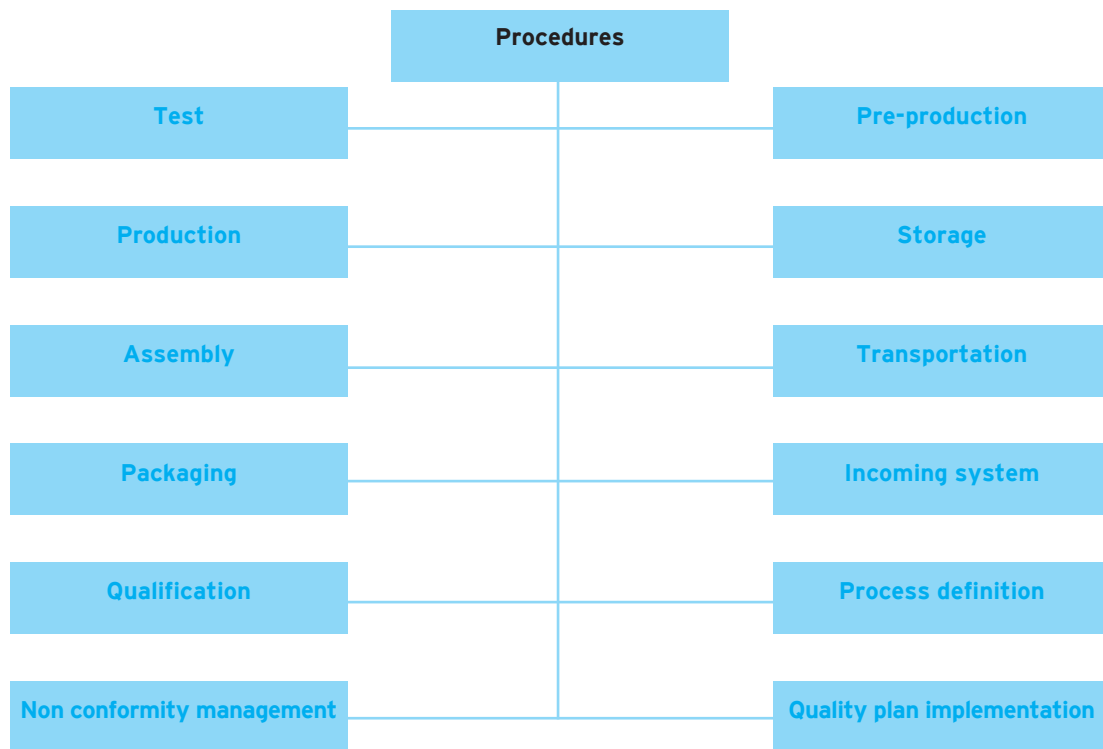 Procedures
Test
Pre-production
Production
Storage
Assembly
Transportation
Packaging
Incoming system
Qualification
Process definition
Non conformity management
Quality plan implementation